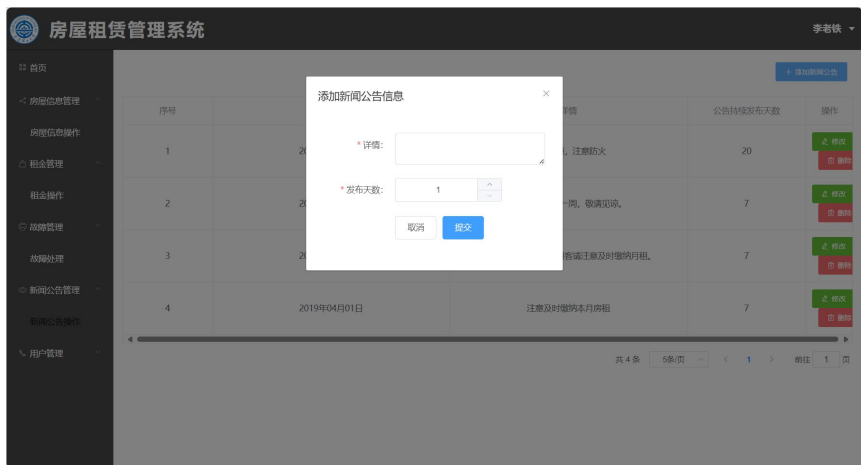 房屋租赁管理系统
李老铁
首页
+ 添加新闻公告
房屋信息管理
房屋信息操作
租金管理
租金操作
故障管理
故障处理
新闻公告管理
新闻公告操作
用户管理
添加新闻公告信息
×
* 详情:
* 发布天数: 1
取消 提交
序号 详情 公告持续发布天数 操作
1 20 ，注意防火 20 修改 删除
2 20 一周，敬请见谅。 7 修改 删除
3 20 客请注意及时缴纳月租。 7 修改 删除
4 2019年04月01日 注意及时缴纳本月房租 7 修改 删除
共 4 条 5条/页 < 1 > 前往 1 页